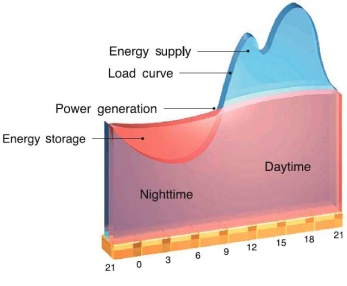 Energy supply
Load curve
Power generation
Energy storage
Daytime
Nighttime
21 0 3 6 9 12 15 18 21